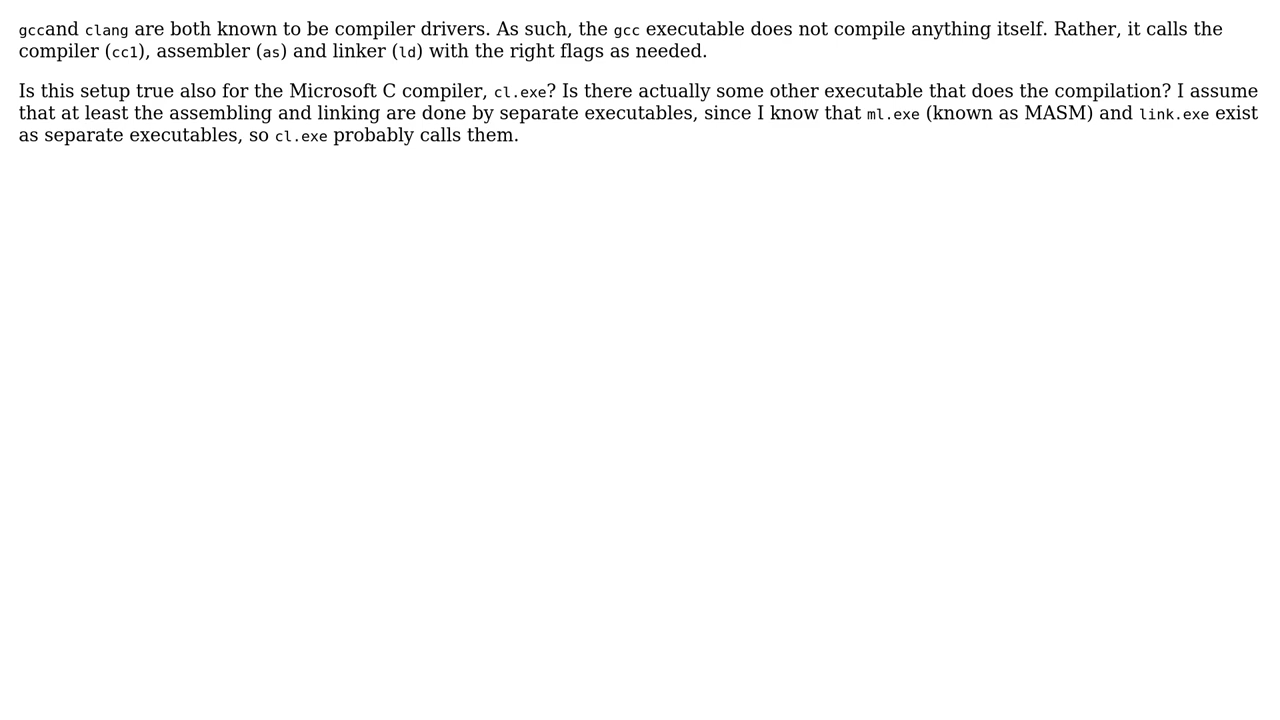 gccand clang are both known to be compiler drivers. As such, the gcc executable does not compile anything itself. Rather, it calls the
compiler (cc1), assembler (as) and linker (ld) with the right flags as needed.
Is this setup true also for the Microsoft C compiler, cl.exe? Is there actually some other executable that does the compilation? I assume
that at least the assembling and linking are done by separate executables, since I know that ml.exe (known as MASM) and link.exe exist
as separate executables, so cl.exe probably calls them.